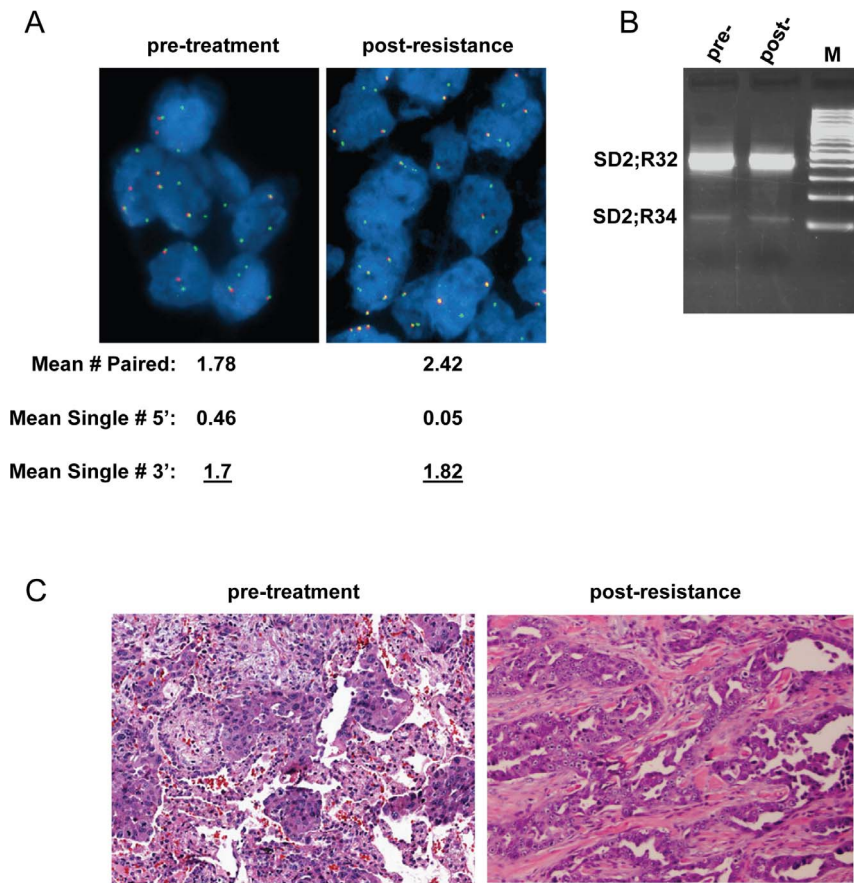 A
pre-treatment post-resistance
Mean # Paired: 1.78 2.42
Mean Single # 5’: 0.46 0.05
Mean Single # 3’: 1.7 1.82
B
pre- post- M
SD2;R32
SD2;R34
C
pre-treatment post-resistance